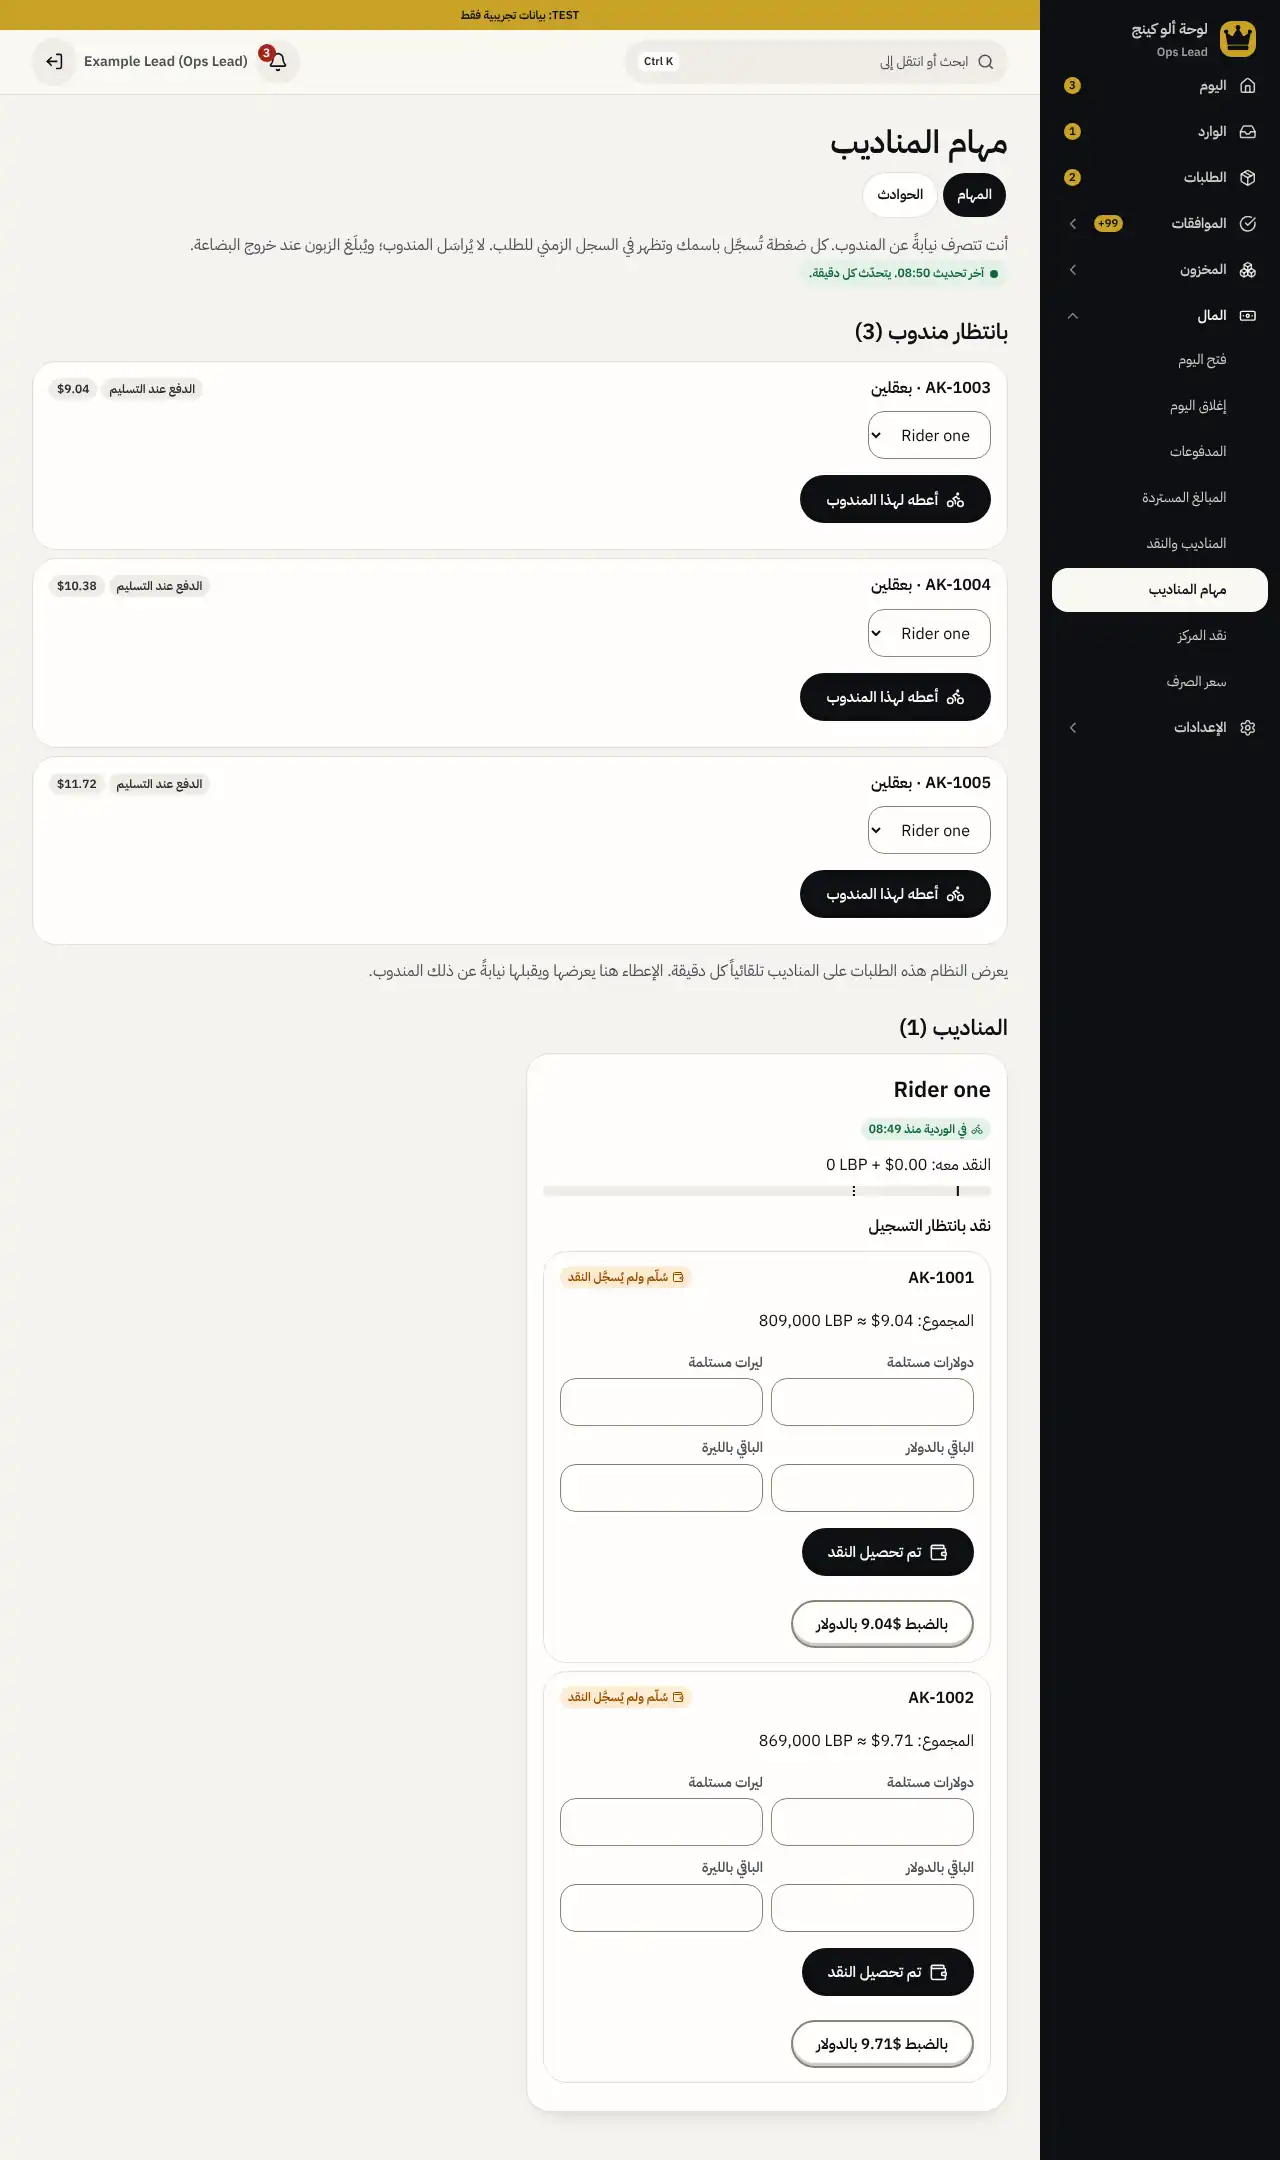 TEST: بيانات تجريبية فقط
لوحة ألو كينج
Ops Lead
اليوم
3
الوارد
1
الطلبات
2
الموافقات
99+
المخزون
المال
فتح اليوم
إغلاق اليوم
المدفوعات
المبالغ المستردة
المناديب والنقد
مهام المناديب
نقد المركز
سعر الصرف
الإعدادات
ابحث أو انتقل إلى
Ctrl K
3
Example Lead (Ops Lead)
مهام المناديب
المهام
الحوادث
أنت تتصرف نيابةً عن المندوب. كل ضغطة تُسجَّل باسمك وتظهر في السجل الزمني للطلب. لا يُراسَل المندوب؛ ويُبلَّغ الزبون عند خروج البضاعة.
آخر تحديث 08:50، يتحدّث كل دقيقة.
بانتظار مندوب (3)
AK-1003 · بعقلين
الدفع عند التسليم
$9.04
Rider one
أعطه لهذا المندوب
AK-1004 · بعقلين
الدفع عند التسليم
$10.38
Rider one
أعطه لهذا المندوب
AK-1005 · بعقلين
الدفع عند التسليم
$11.72
Rider one
أعطه لهذا المندوب
يعرض النظام هذه الطلبات على المناديب تلقائياً كل دقيقة. الإعطاء هنا يعرضها ويقبلها نيابةً عن ذلك المندوب.
المناديب (1)
Rider one
في الوردية منذ 08:49
النقد معه: $0.00 + 0 LBP
نقد بانتظار التسجيل
AK-1001
سُلّم ولم يُسجَّل النقد
المجموع: $9.04 ≈ 809,000 LBP
دولارات مستلمة
ليرات مستلمة
الباقي بالدولار
الباقي بالليرة
تم تحصيل النقد
بالضبط $9.04 بالدولار
AK-1002
سُلّم ولم يُسجَّل النقد
المجموع: $9.71 ≈ 869,000 LBP
دولارات مستلمة
ليرات مستلمة
الباقي بالدولار
الباقي بالليرة
تم تحصيل النقد
بالضبط $9.71 بالدولار